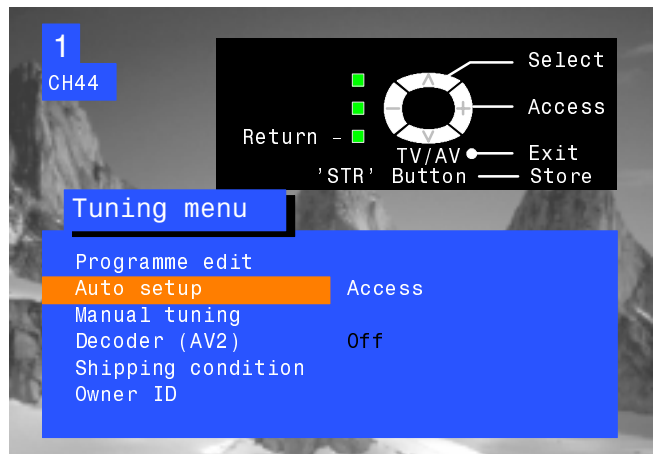 1
CH44
Select
Access
Return
TV/AV Exit
'STR' Button Store
Tuning menu
Programme edit
Auto setup Access
Manual tuning
Decoder (AV2) Off
Shipping condition
Owner ID